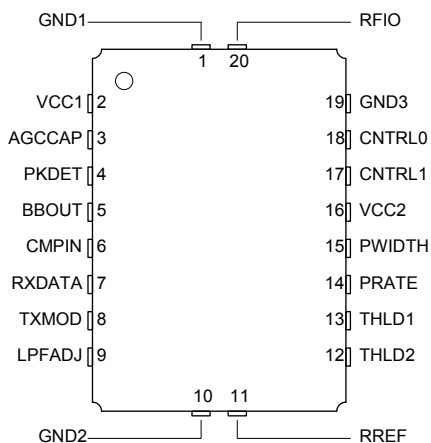 GND1 RFIO
1 20
VCC1 2 19 GND3
AGCCAP 3 18 CNTRL0
PKDET 4 17 CNTRL1
BBOUT 5 16 VCC2
CMPIN 6 15 PWIDTH
RXDATA 7 14 PRATE
TXMOD 8 13 THLD1
LPFADJ 9 12 THLD2
10 11
GND2 RREF